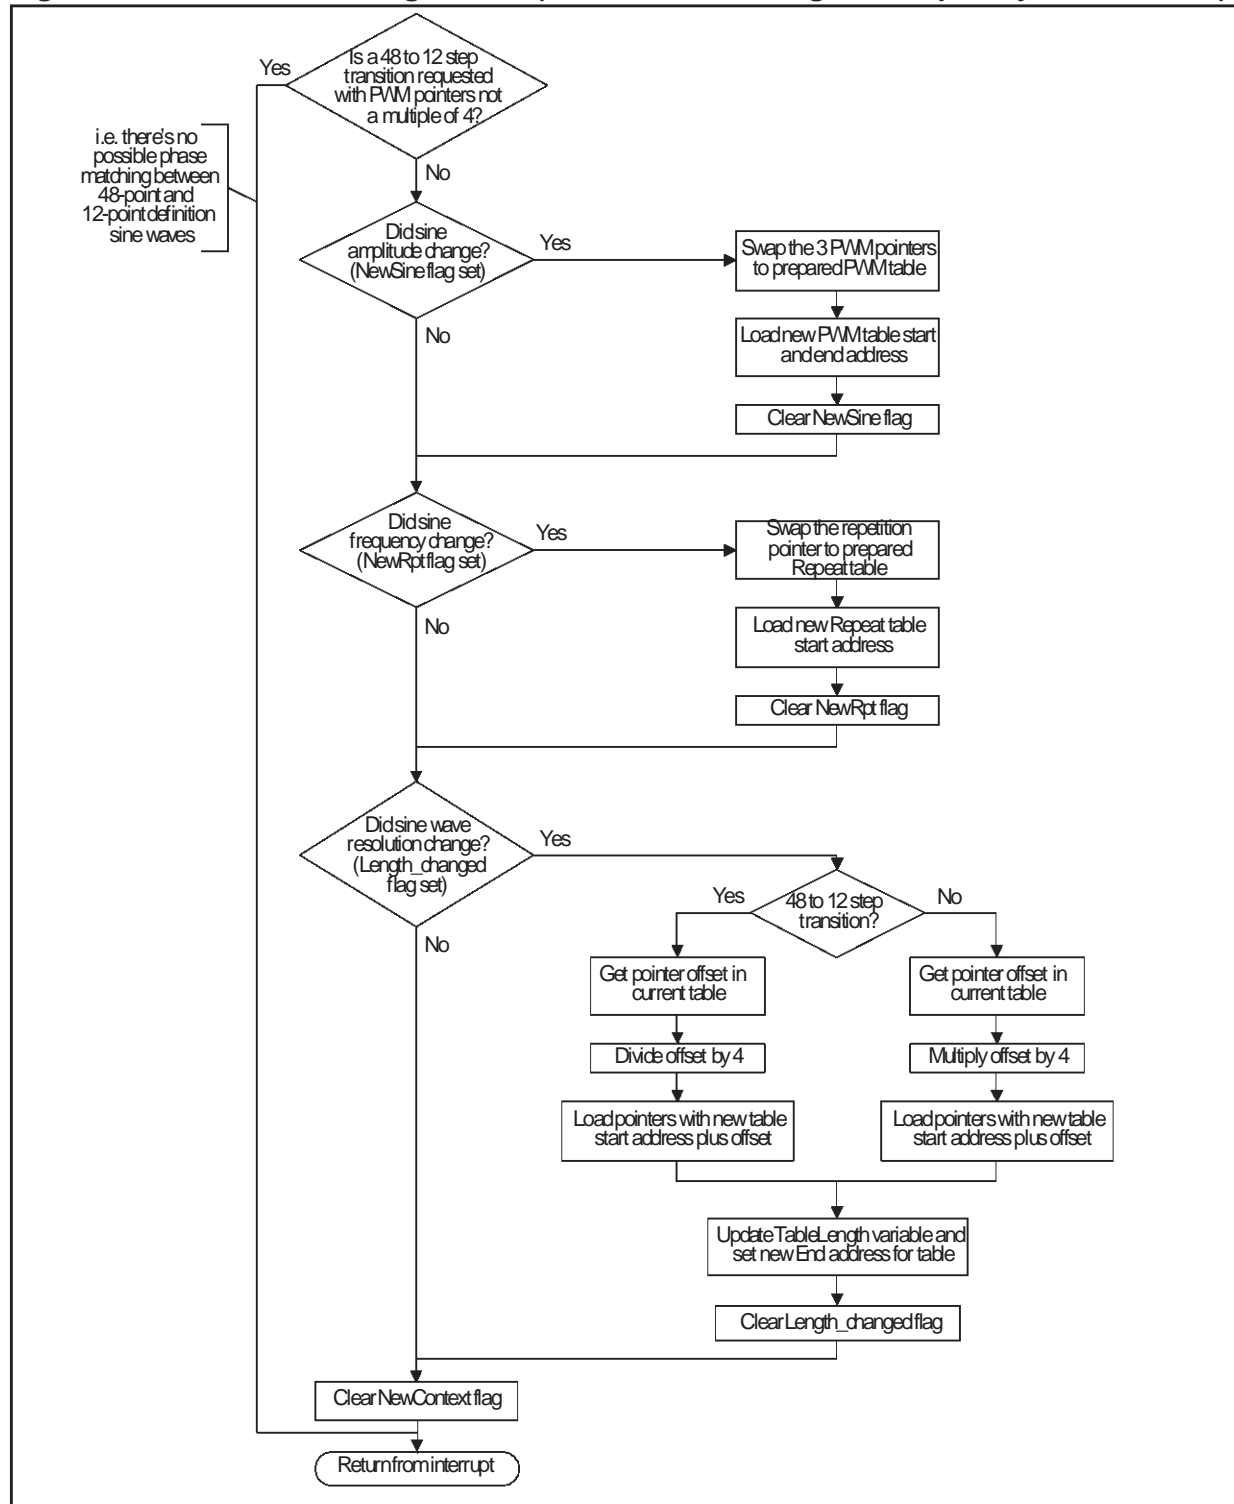 Is a 48 to 12 step
transition requested
with PWM pointers not
a multiple of 4?
Yes
i.e. there's no
possible phase
matching between
48-point and
12-point definition
sine waves
No
Did sine
amplitude change?
(NewSine flag set)
Yes
Swap the 3 PWM pointers
to prepared PWM table
No
Load new PWM table start
and end address
Clear NewSine flag
Did sine
frequency change?
(NewRpt flag set)
Yes
Swap the repetition
pointer to prepared
Repeat table
No
Load new Repeat table
start address
Clear NewRpt flag
Did sine wave
resolution change?
(Length_changed
flag set)
Yes
No
48 to 12 step
transition?
Yes
No
Get pointer offset in
current table
Get pointer offset in
current table
Divide offset by 4
Multiply offset by 4
Load pointers with new table
start address plus offset
Load pointers with new table
start address plus offset
Update TableLength variable and
set new End address for table
Clear Length_changed flag
Clear NewContext flag
Return from interrupt